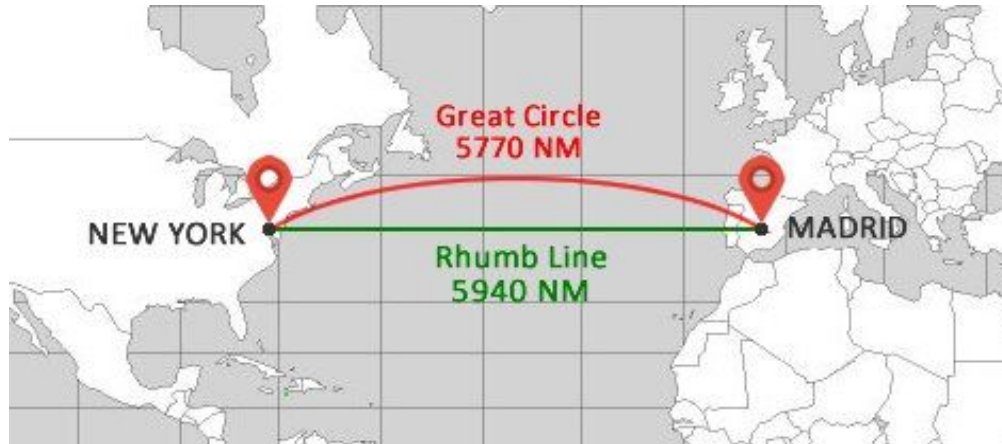 Great Circle
5770 NM
NEW YORK
MADRID
Rhumb Line
5940 NM